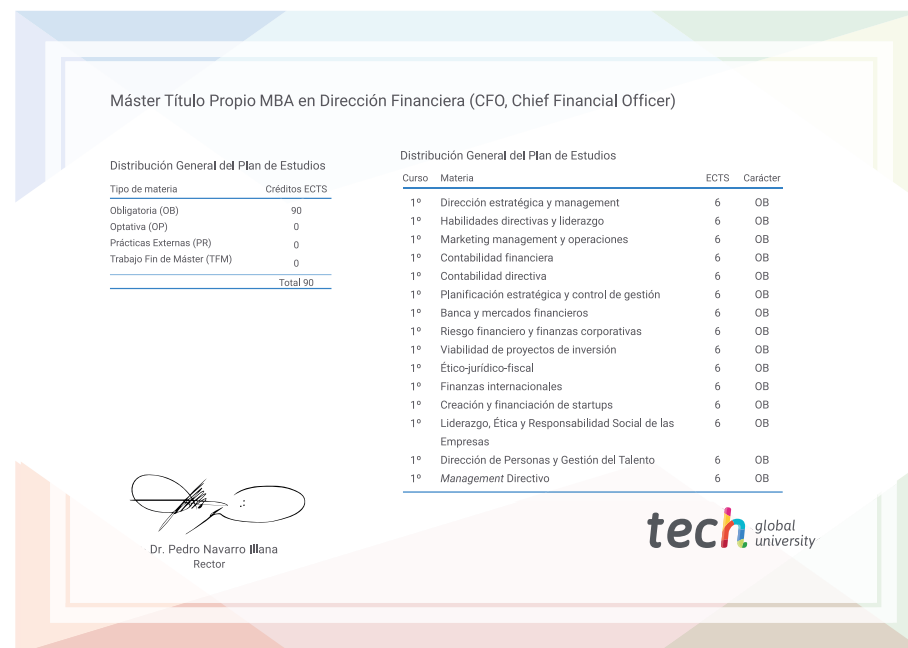 Máster Título Propio MBA en Dirección Financiera (CFO, Chief Financial Officer)
Distribución General del Plan de Estudios
Tipo de materia Créditos ECTS
Obligatoria (OB) 90
Optativa (OP) 0
Prácticas Externas (PR) 0
Trabajo Fin de Máster (TFM) 0
Total 90
Distribución General del Plan de Estudios
Curso Materia ECTS Carácter
1º Dirección estratégica y management 6 OB
1º Habilidades directivas y liderazgo 6 OB
1º Marketing management y operaciones 6 OB
1º Contabilidad financiera 6 OB
1º Contabilidad directiva 6 OB
1º Planificación estratégica y control de gestión 6 OB
1º Banca y mercados financieros 6 OB
1º Riesgo financiero y finanzas corporativas 6 OB
1º Viabilidad de proyectos de inversión 6 OB
1º Ético-jurídico-fiscal 6 OB
1º Finanzas internacionales 6 OB
1º Creación y financiación de startups 6 OB
1º Liderazgo, Ética y Responsabilidad Social de las 6 OB
Empresas
1º Dirección de Personas y Gestión del Talento 6 OB
1º Management Directivo 6 OB
Dr. Pedro Navarro Illana
Rector
tech global
university